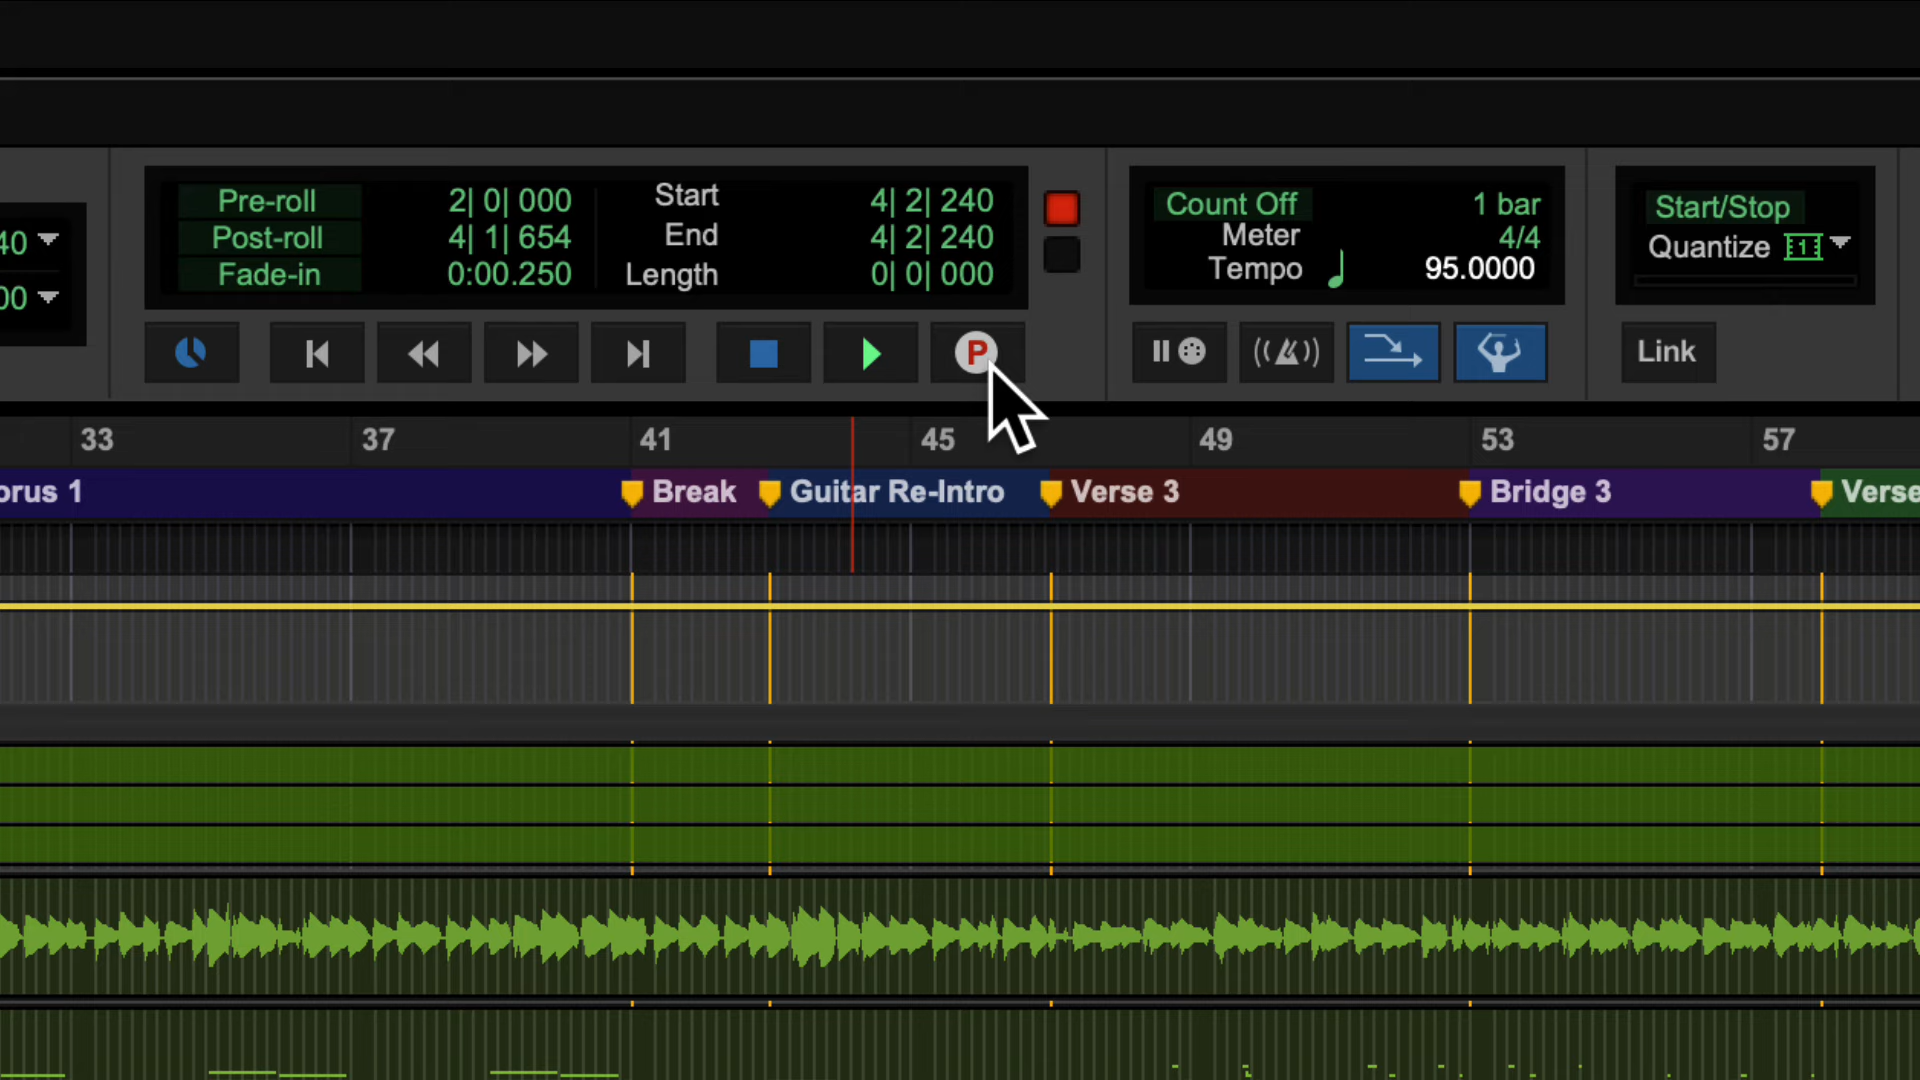 Pre-roll 2| 0| 000 Start 4| 2| 240
Post-roll 4| 1| 654 End 4| 2| 240
Fade-in 0:00.250 Length 0| 0| 000
40
00
Count Off 1 bar
Meter 4/4
Tempo 95.0000
Start/Stop
Quantize 1
P
Link
33 37 41 45 49 53 57
orus 1 Break Guitar Re-Intro Verse 3 Bridge 3 Verse